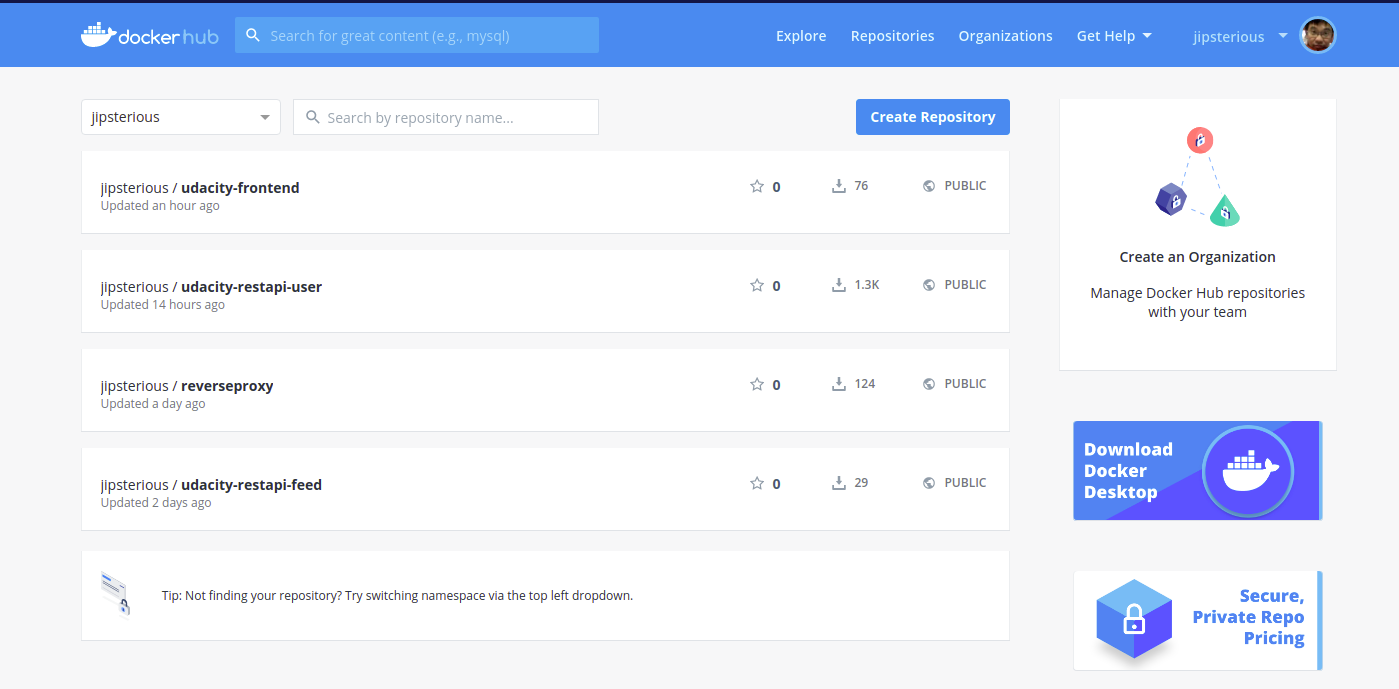 docker hub
Search for great content (e.g., mysql)
Explore
Repositories
Organizations
Get Help
jipsterious
jipsterious
Search by repository name...
Create Repository
jipsterious / udacity-frontend
Updated an hour ago
0
76
PUBLIC
jipsterious / udacity-restapi-user
Updated 14 hours ago
0
1.3K
PUBLIC
jipsterious / reverseproxy
Updated a day ago
0
124
PUBLIC
jipsterious / udacity-restapi-feed
Updated 2 days ago
0
29
PUBLIC
Tip: Not finding your repository? Try switching namespace via the top left dropdown.
Create an Organization
Manage Docker Hub repositories
with your team
Download
Docker
Desktop
Secure,
Private Repo
Pricing